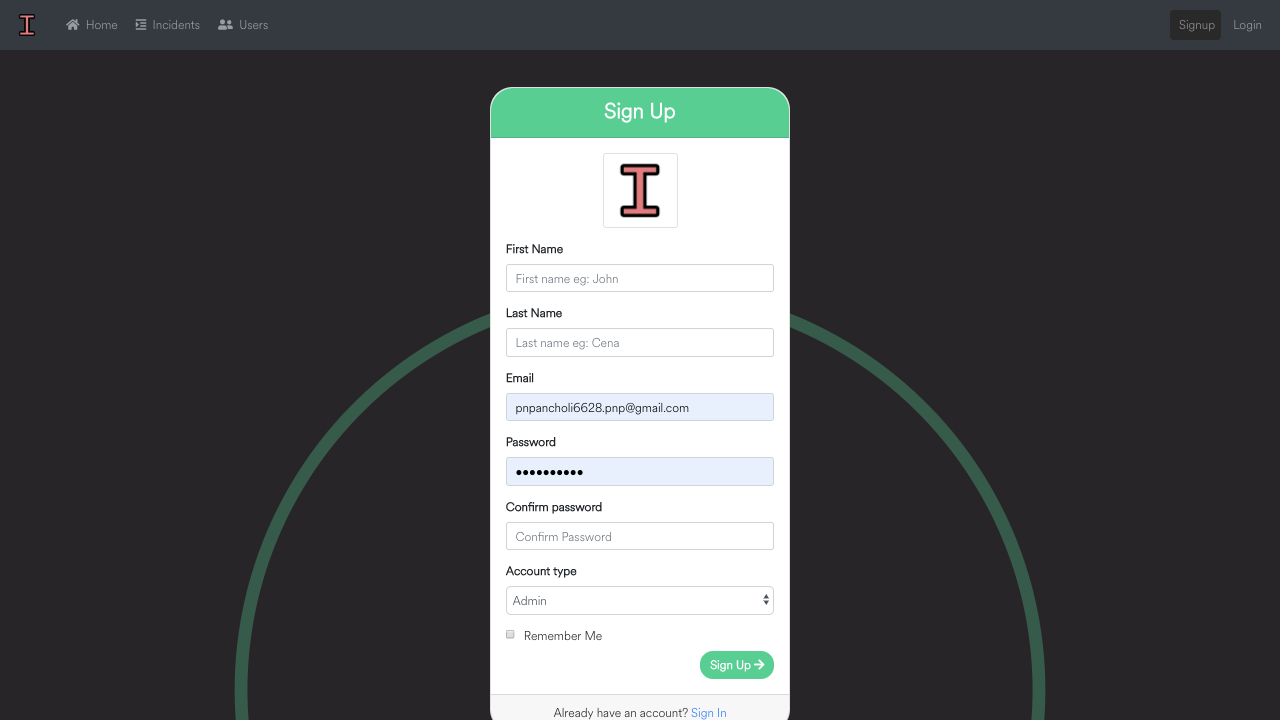 I
Home
Incidents
Users
Signup
Login
Sign Up
I
First Name
First name eg: John
Last Name
Last name eg: Cena
Email
pnpancholi6628.pnp@gmail.com
Password
••••••••••
Confirm password
Confirm Password
Account type
Admin
Remember Me
Sign Up
Already have an account? Sign In